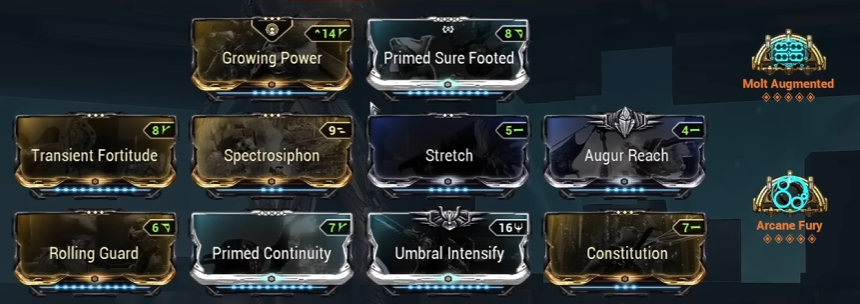 14
Growing Power
8
Primed Sure Footed
Molt Augmented
8
Transient Fortitude
9
Spectrosiphon
5
Stretch
4
Augur Reach
Arcane Fury
6
Rolling Guard
7
Primed Continuity
16
Umbral Intensify
7
Constitution